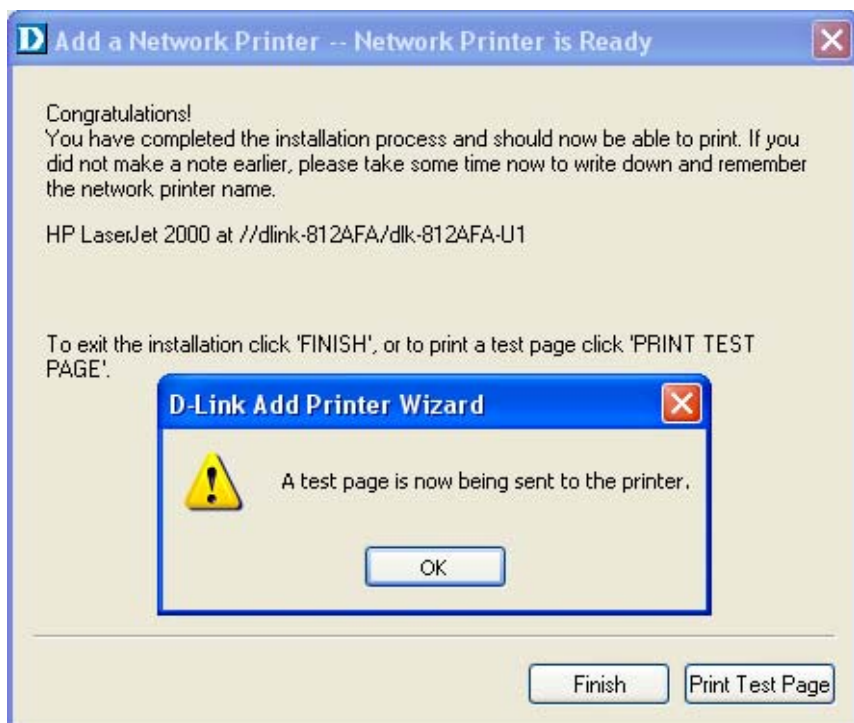 D Add a Network Printer -- Network Printer is Ready
Congratulations!
You have completed the installation process and should now be able to print. If you
did not make a note earlier, please take some time now to write down and remember
the network printer name.
HP LaserJet 2000 at //dlink-812AFA/dlk-812AFA-U1
To exit the installation click 'FINISH', or to print a test page click 'PRINT TEST
PAGE'.
D-Link Add Printer Wizard
A test page is now being sent to the printer.
OK
Finish
Print Test Page